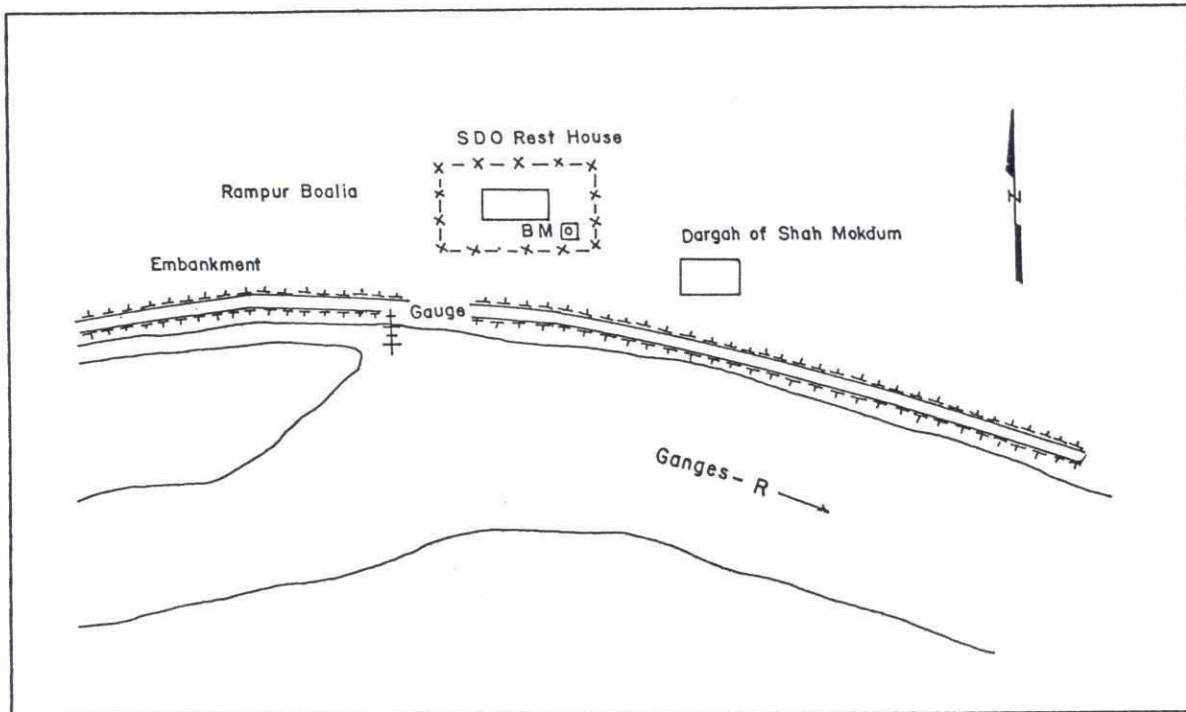 SDO Rest House
Rampur Boalia
BM
Dargah of Shah Mokdum
N
Embankment
Gauge
Ganges - R